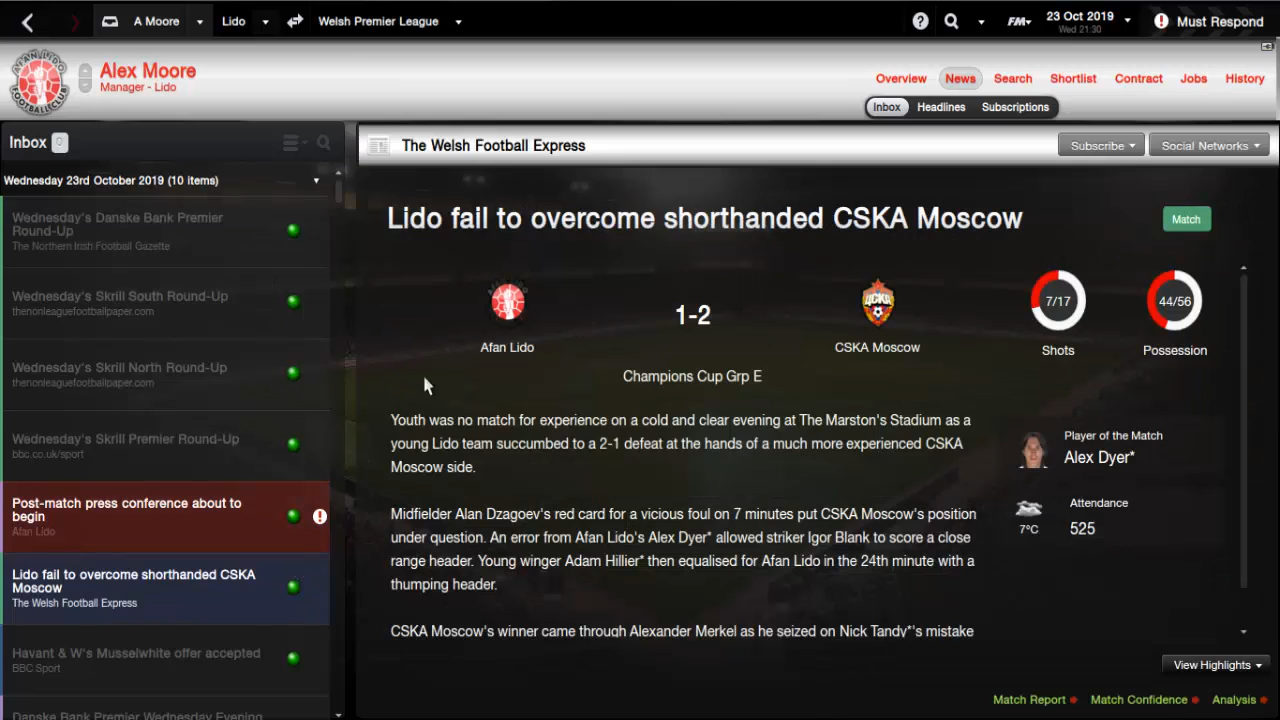 A Moore
Lido
Welsh Premier League
FM
23 Oct 2019
Wed 21:30
Must Respond
Alex Moore
Manager - Lido
Overview
News
Search
Shortlist
Contract
Jobs
History
Inbox
Headlines
Subscriptions
Inbox 0
Wednesday 23rd October 2019 (10 items)
Wednesday's Danske Bank Premier
Round-Up
The Northern Irish Football Gazette
Wednesday's Skrill South Round-Up
thenonleaguefootballpaper.com
Wednesday's Skrill North Round-Up
thenonleaguefootballpaper.com
Wednesday's Skrill Premier Round-Up
bbc.co.uk/sport
Post-match press conference about to
begin
Afan Lido
Lido fail to overcome shorthanded CSKA
Moscow
The Welsh Football Express
Havant & W's Musselwhite offer accepted
BBC Sport
Danske Bank Premier Wednesday Evening
The Welsh Football Express
Subscribe
Social Networks
Lido fail to overcome shorthanded CSKA Moscow
Match
Afan Lido
1-2
CSKA Moscow
Champions Cup Grp E
7/17
Shots
44/56
Possession
Youth was no match for experience on a cold and clear evening at The Marston's Stadium as a
young Lido team succumbed to a 2-1 defeat at the hands of a much more experienced CSKA
Moscow side.
Midfielder Alan Dzagoev's red card for a vicious foul on 7 minutes put CSKA Moscow's position
under question. An error from Afan Lido's Alex Dyer* allowed striker Igor Blank to score a close
range header. Young winger Adam Hillier* then equalised for Afan Lido in the 24th minute with a
thumping header.
CSKA Moscow's winner came through Alexander Merkel as he seized on Nick Tandy*'s mistake
Player of the Match
Alex Dyer*
7°C
Attendance
525
View Highlights
Match Report
Match Confidence
Analysis